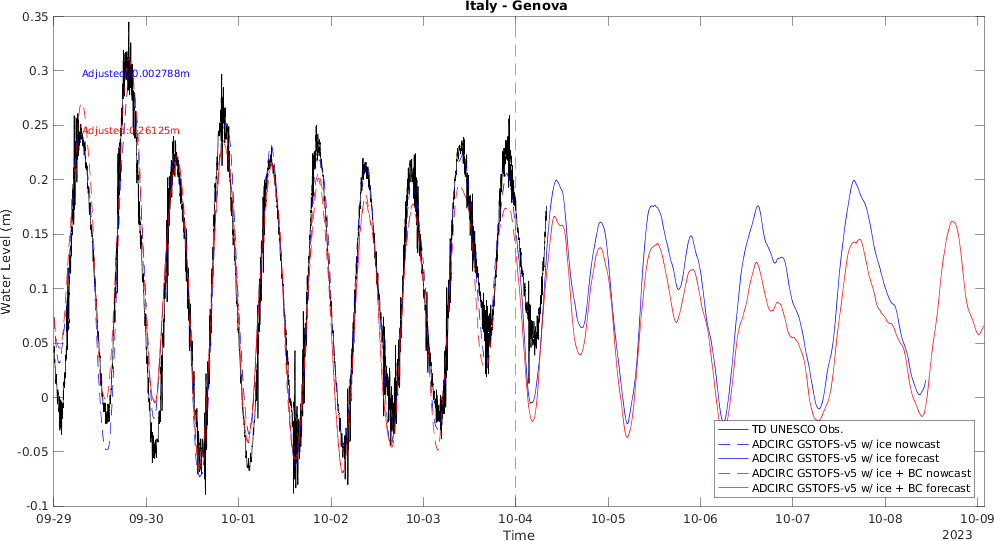 Italy - Genova
0.35
0.3
0.25
0.2
0.15
0.1
0.05
0
-0.05
-0.1
Water Level (m)
Adjusted:0.002788m
Adjusted:0.26125m
TD UNESCO Obs.
ADCIRC GSTOFS-v5 w/ ice nowcast
ADCIRC GSTOFS-v5 w/ ice forecast
ADCIRC GSTOFS-v5 w/ ice + BC nowcast
ADCIRC GSTOFS-v5 w/ ice + BC forecast
09-29 09-30 10-01 10-02 10-03 10-04 10-05 10-06 10-07 10-08 10-09
Time
2023